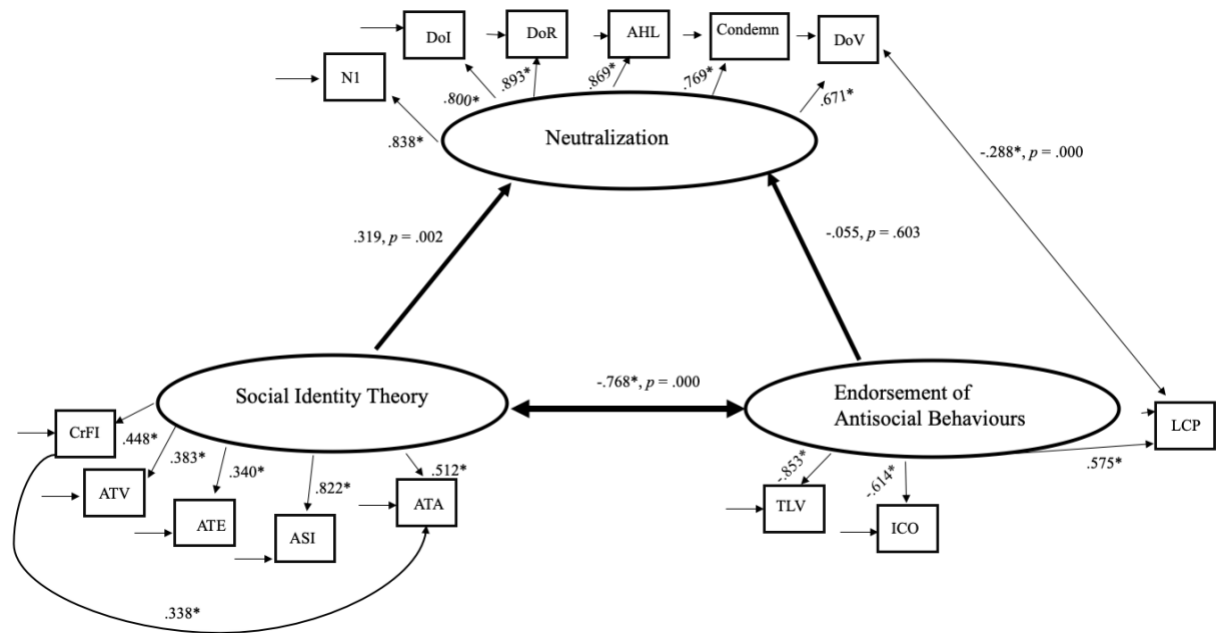 DoI
DoR
AHL
Condemn
DoV
N1
.838*
.800*
.893*
.869*
.769*
.671*
Neutralization
-.288*, p = .000
.319, p = .002
-.055, p = .603
-.768*, p = .000
Social Identity Theory
Endorsement of
Antisocial Behaviours
CrFI
.448*
.383*
.340*
.822*
.512*
ATV
ATE
ASI
ATA
.338*
-.853*
-.614*
.575*
TLV
ICO
LCP